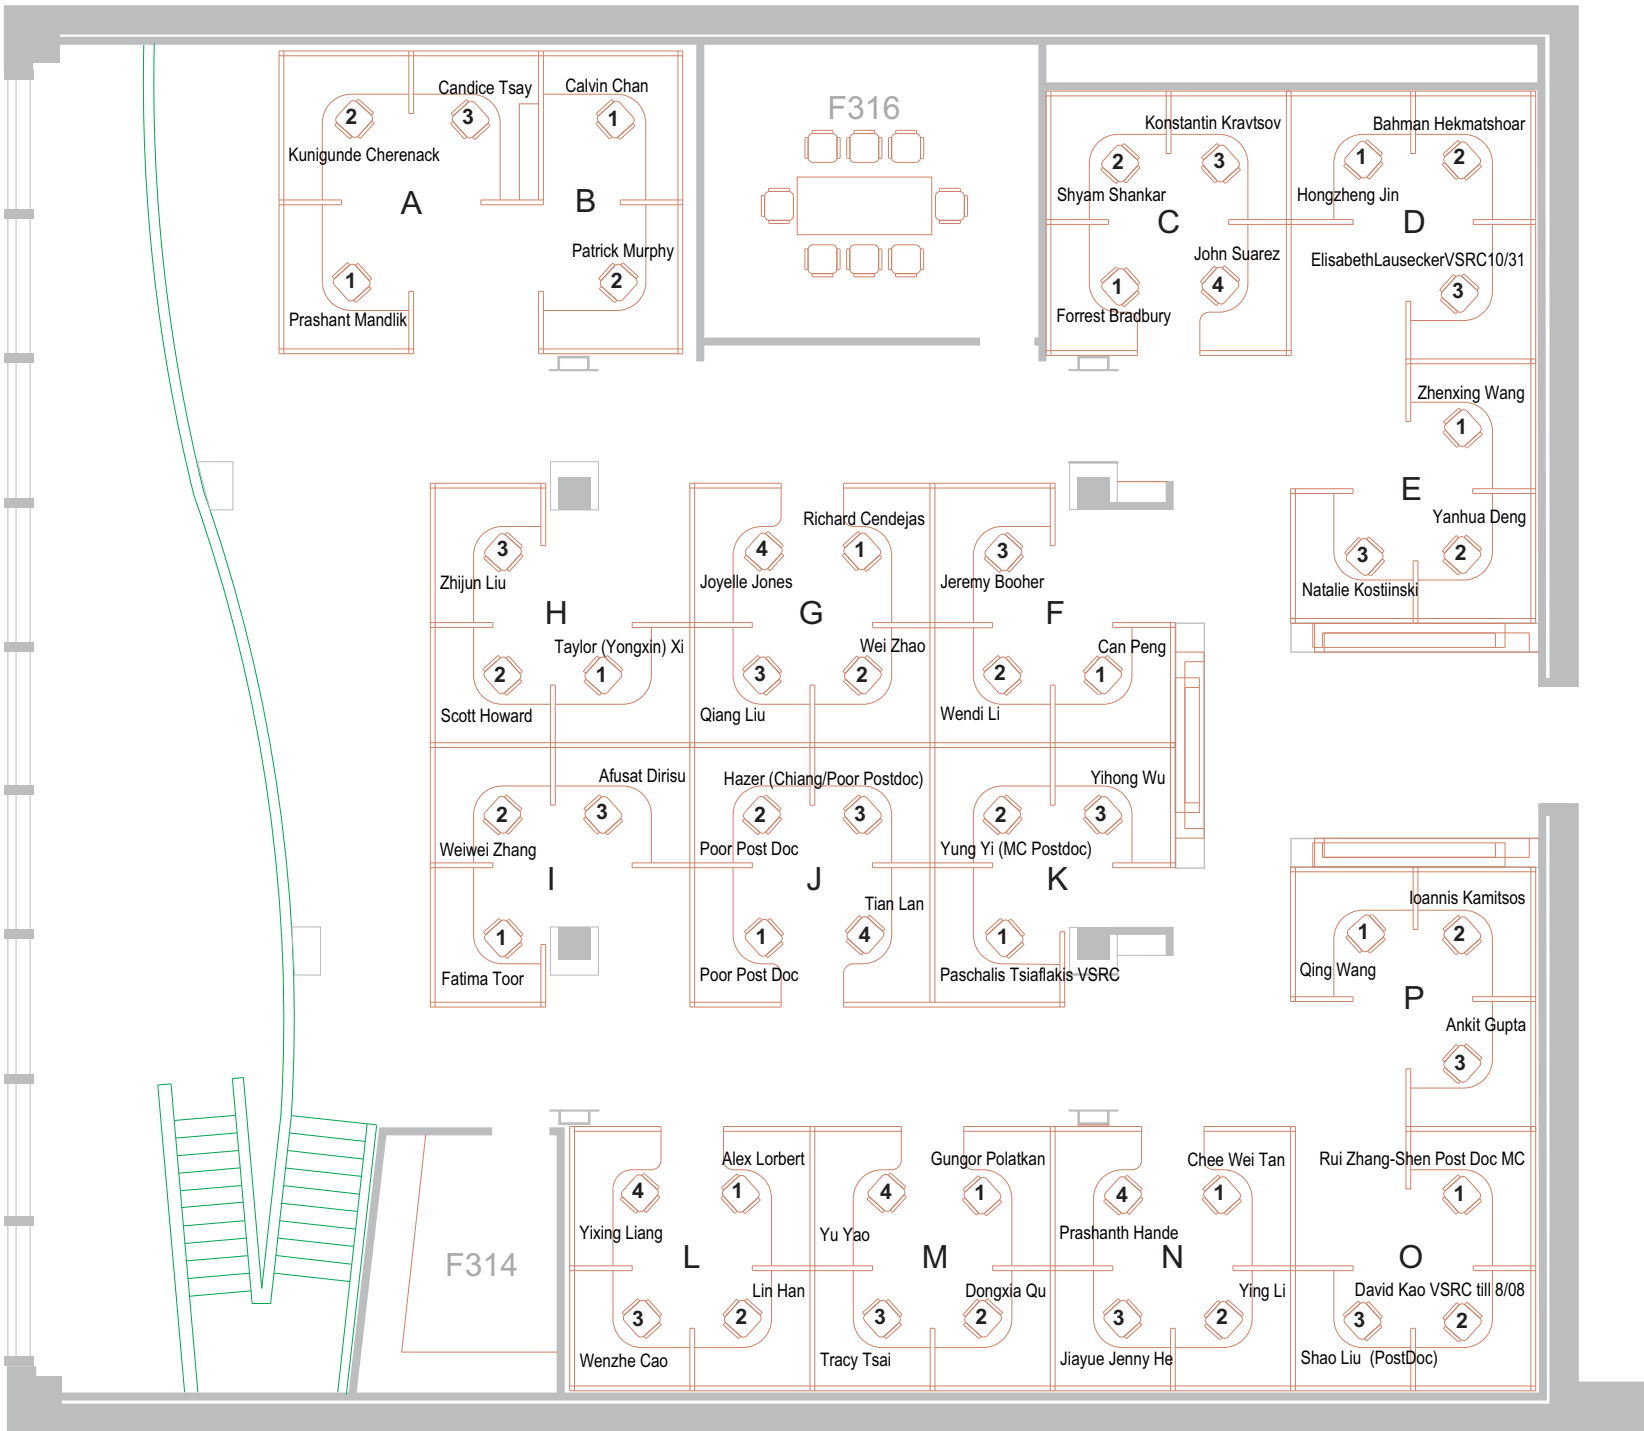 Candice Tsay
Calvin Chan
2
3
1
Kunigunde Cherenack
A
B
Patrick Murphy
1
2
Prashant Mandlik
F316
Konstantin Kravtsov
2
3
Shyam Shankar
C
John Suarez
1
4
Forrest Bradbury
Bahman Hekmatshoar
1
2
Hongzheng Jin
D
ElisabethLauseckerVSRC10/31
3
Zhenxing Wang
1
E
Yanhua Deng
3
2
Natalie Kostiinski
3
Zhijun Liu
H
Taylor (Yongxin) Xi
2
1
Scott Howard
Richard Cendejas
4
1
Joyelle Jones
G
Wei Zhao
3
2
Qiang Liu
3
Jeremy Booher
F
Can Peng
2
1
Wendi Li
Afusat Dirisu
2
3
Weiwei Zhang
I
1
Fatima Toor
Hazer (Chiang/Poor Postdoc)
2
3
Poor Post Doc
J
Tian Lan
1
4
Poor Post Doc
Yihong Wu
2
3
Yung Yi (MC Postdoc)
K
1
Paschalis Tsiaflakis VSRC
Ioannis Kamitsos
1
2
Qing Wang
P
Ankit Gupta
3
F314
Alex Lorbert
4
1
Yixing Liang
L
Lin Han
3
2
Wenzhe Cao
Gungor Polatkan
4
1
Yu Yao
M
Dongxia Qu
3
2
Tracy Tsai
Chee Wei Tan
4
1
Prashanth Hande
N
Ying Li
3
2
Jiayue Jenny He
Rui Zhang-Shen Post Doc MC
1
O
David Kao VSRC till 8/08
3
2
Shao Liu (PostDoc)